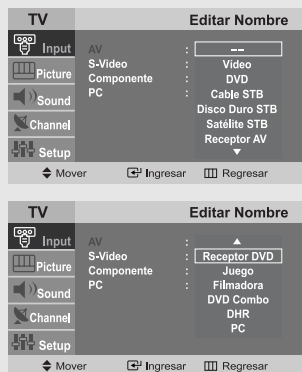 TV Editar Nombre
Input AV : --
S-Video : Video
Picture Componente : DVD
PC : Cable STB
Sound Disco Duro STB
Channel Satélite STB
Receptor AV
Setup
Mover Ingresar Regresar
TV Editar Nombre
Input AV :
S-Video : Receptor DVD
Picture Componente : Juego
PC : Filmadora
Sound DVD Combo
Channel DHR
PC
Setup
Mover Ingresar Regresar